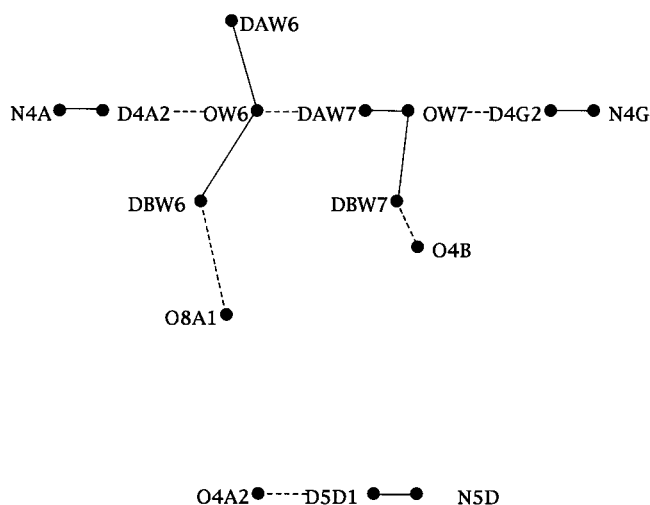 DAW6
N4A D4A2 OW6 DAW7 OW7 D4G2 N4G
DBW6 DBW7
O4B
O8A1
O4A2 D5D1 N5D